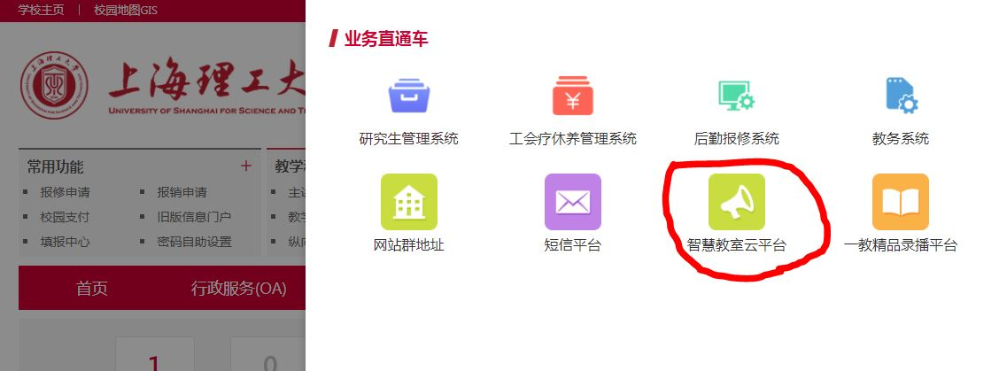 学校主页 | 校园地图GIS
上海理工大
UNIVERSITY OF SHANGHAI FOR SCIENCE AND TE
常用功能 +
报修申请 报销申请
校园支付 旧版信息门户
填报中心 密码自助设置
教学科
主讲
教学
纵向
首页 行政服务(OA)
1 0
业务直通车
研究生管理系统 工会疗休养管理系统 后勤报修系统 教务系统
网站群地址 短信平台 智慧教室云平台 一教精品录播平台